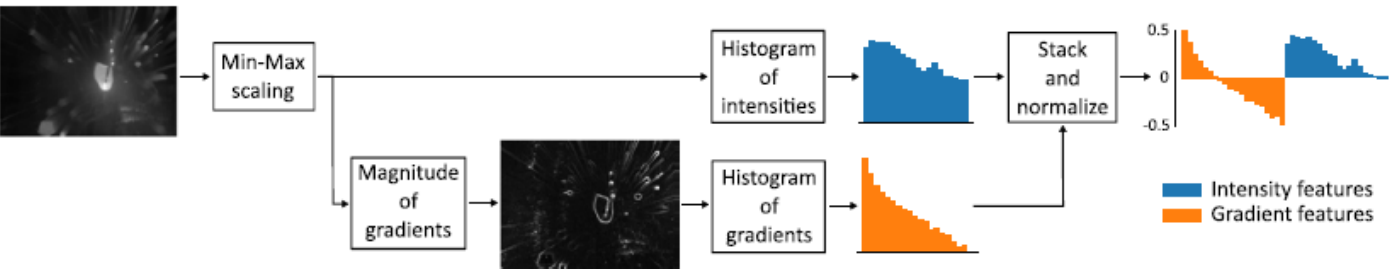 Min-Max
scaling
Magnitude
of
gradients
Histogram
of
intensities
Histogram
of
gradients
Stack
and
normalize
0.5
0
-0.5
Intensity features
Gradient features